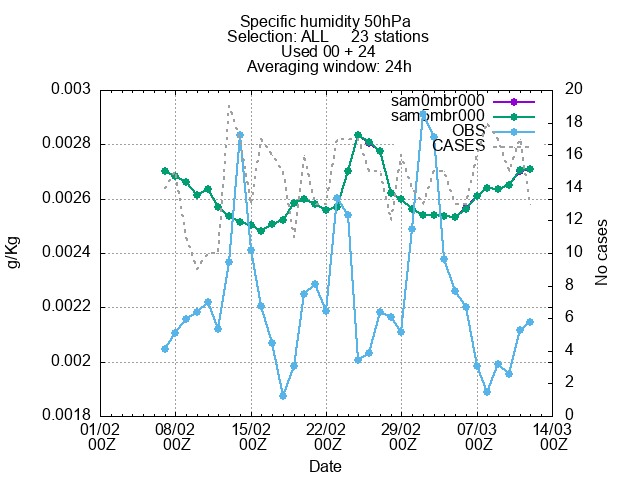 Specific humidity 50hPa
Selection: ALL 23 stations
Used 00 + 24
Averaging window: 24h
sam0mbr000
sam5mbr000
OBS
CASES
0.003
0.0028
0.0026
0.0024
0.0022
0.002
0.0018
g/Kg
20
18
16
14
12
10
8
6
4
2
0
No cases
01/02 08/02 15/02 22/02 29/02 07/03 14/03
00Z 00Z 00Z 00Z 00Z 00Z 00Z
Date